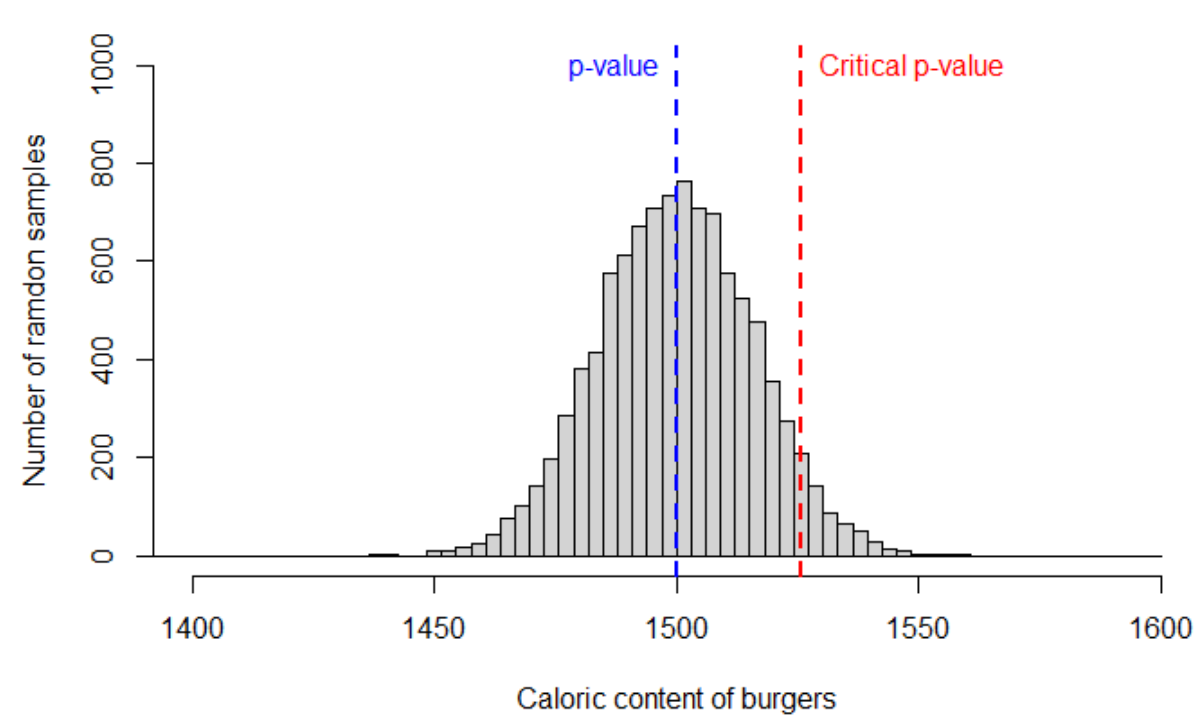 p-value
Critical p-value
Number of ramdon samples
0
200
400
600
800
1000
1400
1450
1500
1550
1600
Caloric content of burgers